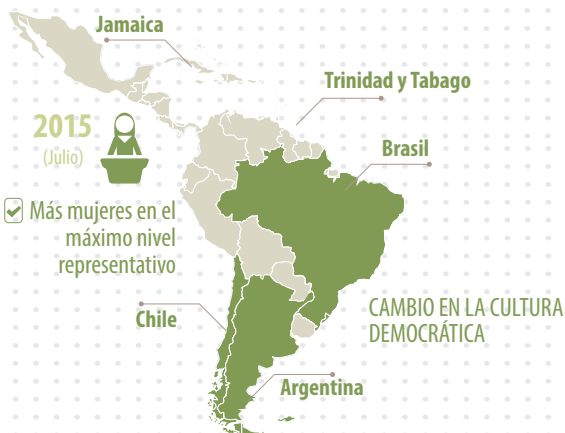 Jamaica
Trinidad y Tabago
2015
(Julio)
Brasil
Más mujeres en el
máximo nivel
representativo
CAMBIO EN LA CULTURA
DEMOCRÁTICA
Chile
Argentina